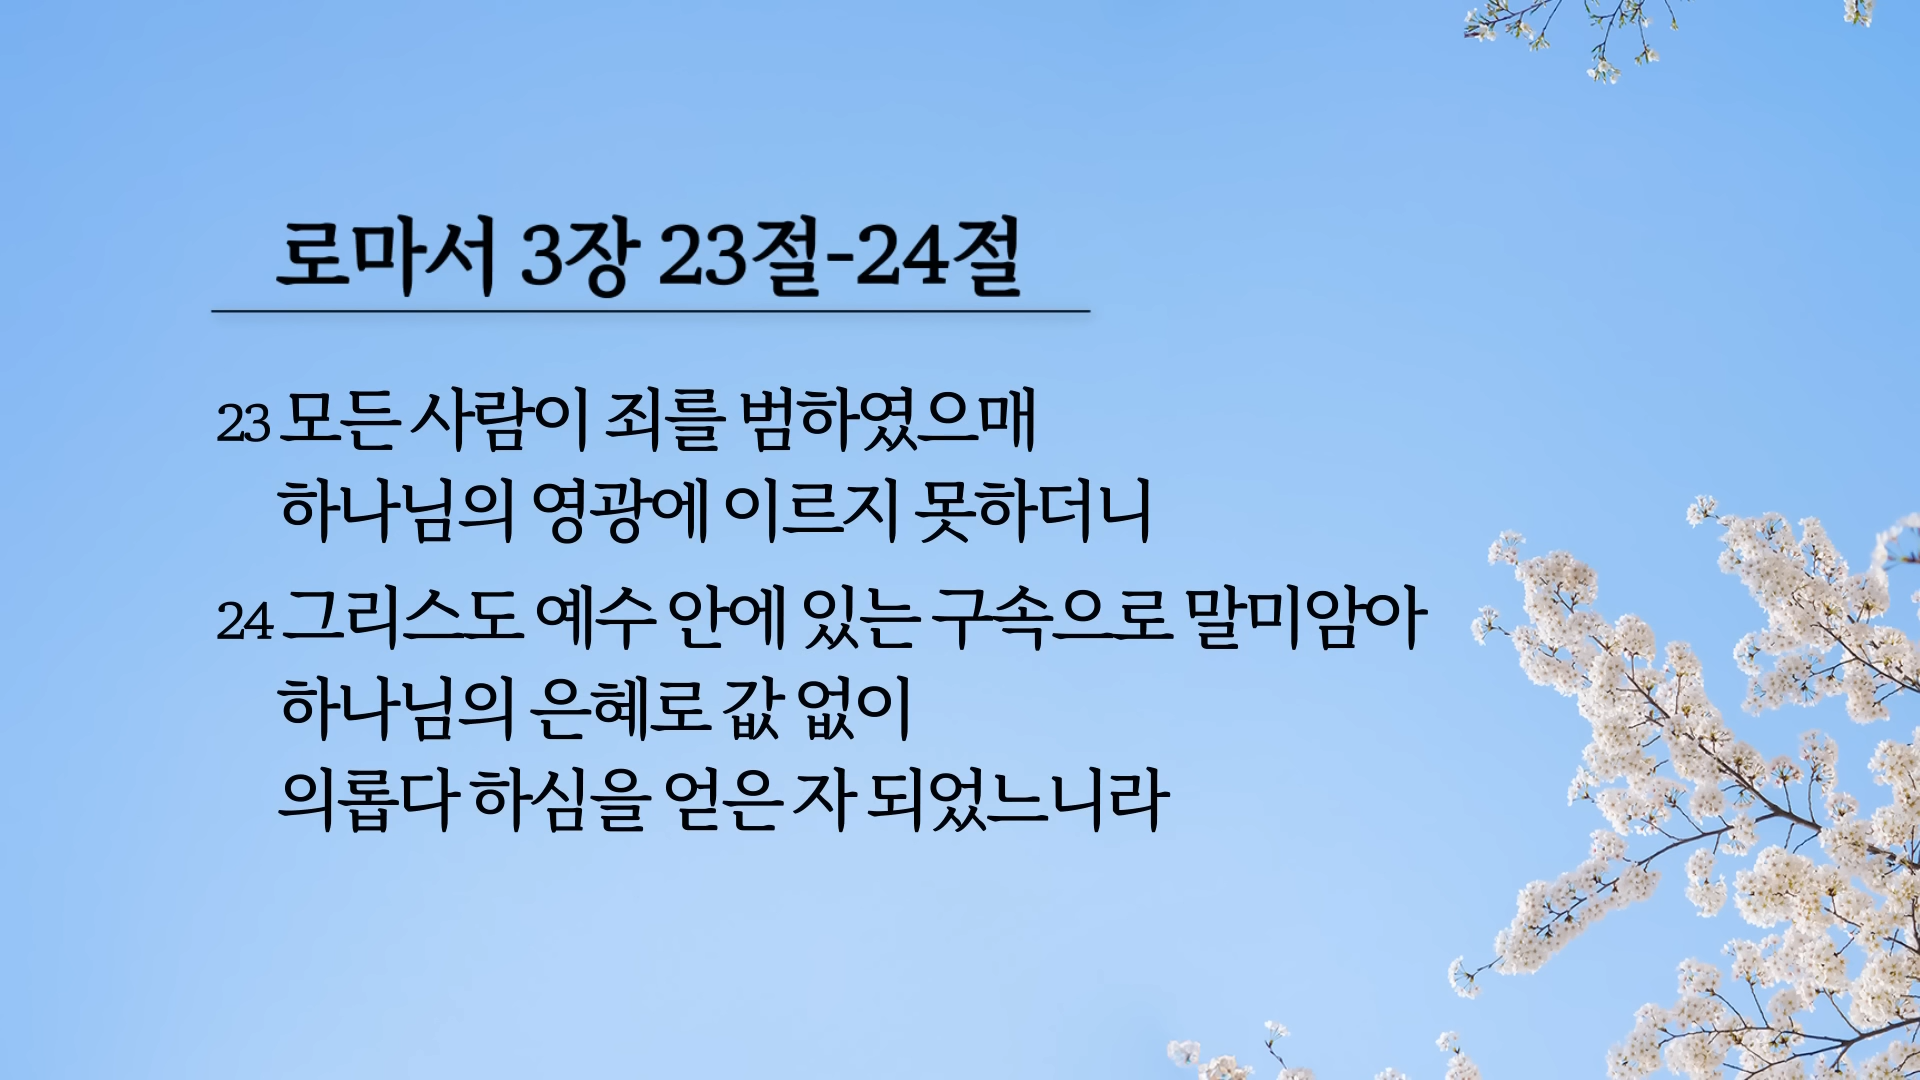 로마서 3장 23절-24절
23 모든 사람이 죄를 범하였으매
하나님의 영광에 이르지 못하더니
24 그리스도 예수 안에 있는 구속으로 말미암아
하나님의 은혜로 값 없이
의롭다 하심을 얻은 자 되었느니라